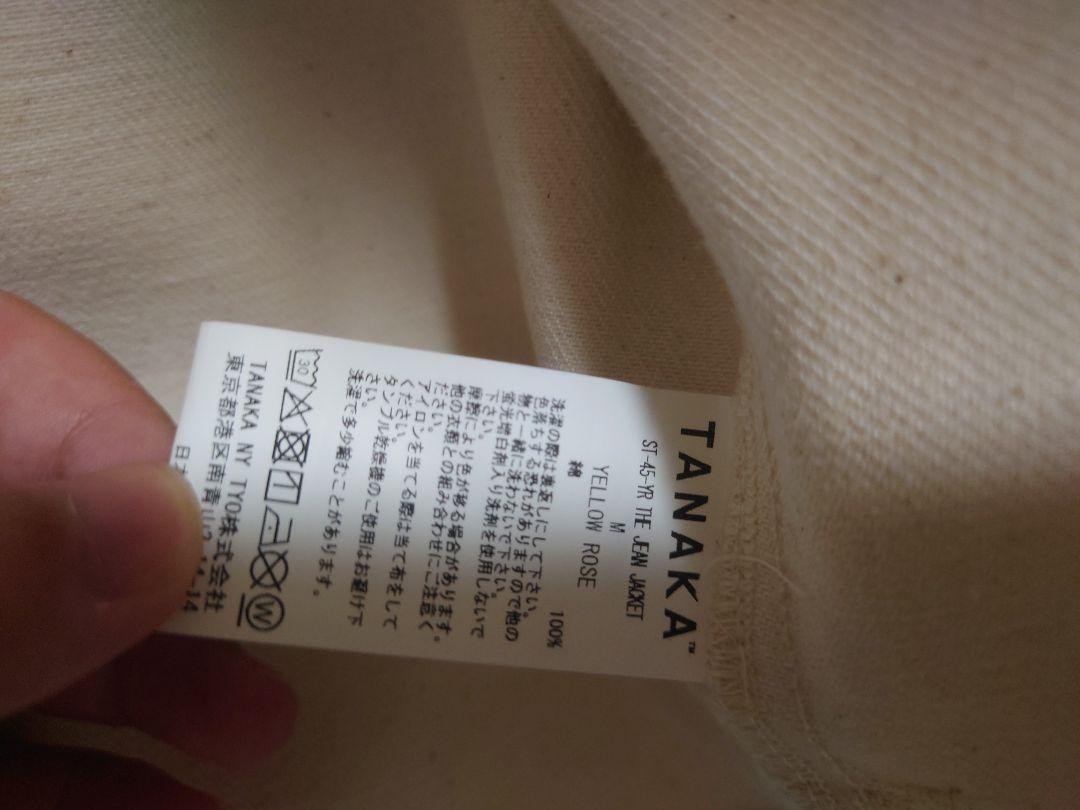 TANAKA™
ST-45-YR THE JEAN JACKET
M
YELLOW ROSE
綿 100%
洗濯の際は裏返しにして下さい。
色落ちする恐れがありますので他の
物と一緒に洗わないで下さい。
蛍光増白剤入り洗剤を使用しないで
下さい。
摩擦により色が移る場合があります。
他の衣類との組み合わせにご注意く
ださい。
アイロンを当てる際は当て布をして
ください。
タンブル乾燥機のご使用はお避け下
さい。
洗濯で多少縮むことがあります。
30 W
TANAKA NY TYO株式会社
東京都港区南青山 14
日